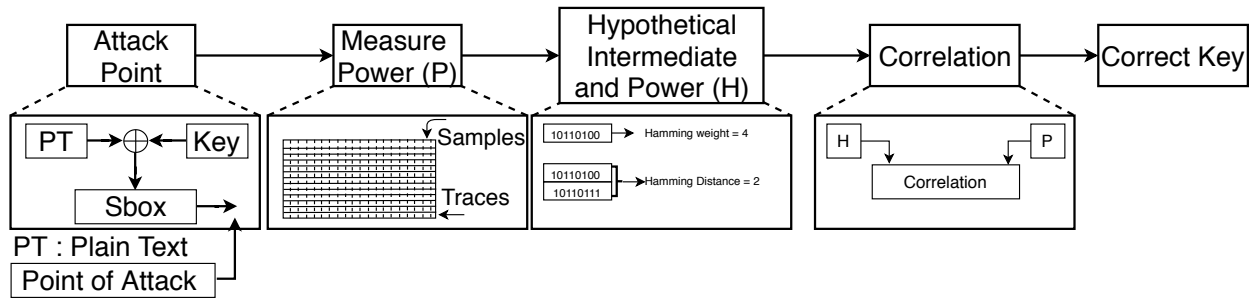 Attack
Point
Measure
Power (P)
Hypothetical
Intermediate
and Power (H)
Correlation
Correct Key
PT
Key
Sbox
PT : Plain Text
Point of Attack
Samples
Traces
10110100
Hamming weight = 4
10110100
10110111
Hamming Distance = 2
H
P
Correlation